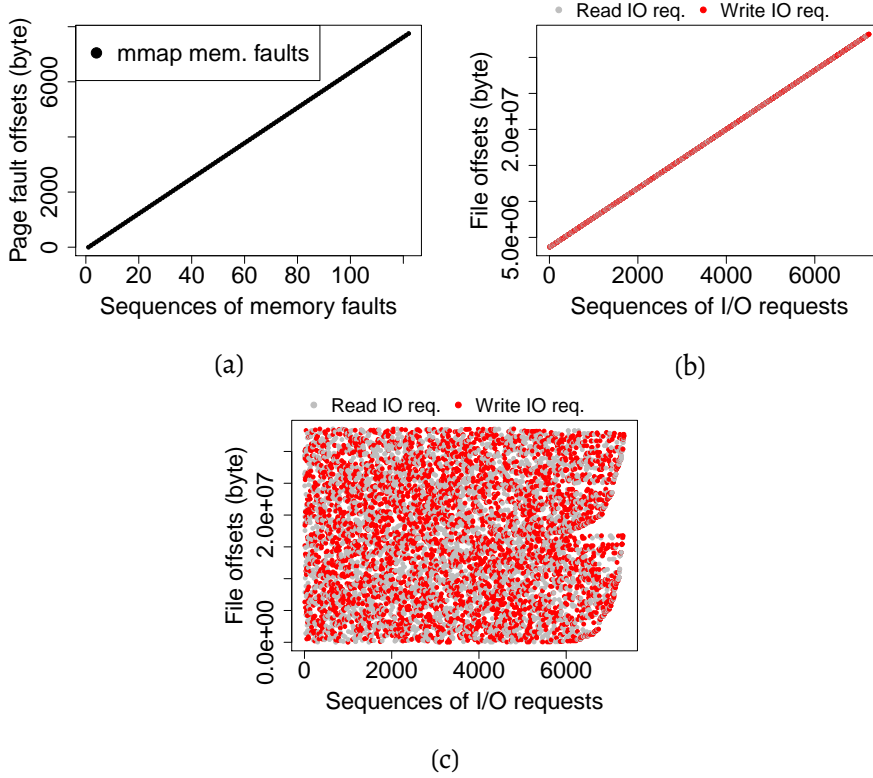 Read IO req. Write IO req.
Page fault offsets (byte)
0 2000 6000
mmap mem. faults
0 20 40 60 80 100
Sequences of memory faults
(a)
File offsets (byte)
5.0e+06 2.0e+07
0 2000 4000 6000
Sequences of I/O requests
(b)
Read IO req. Write IO req.
File offsets (byte)
0.0e+00 2.0e+07
0 2000 4000 6000
Sequences of I/O requests
(c)